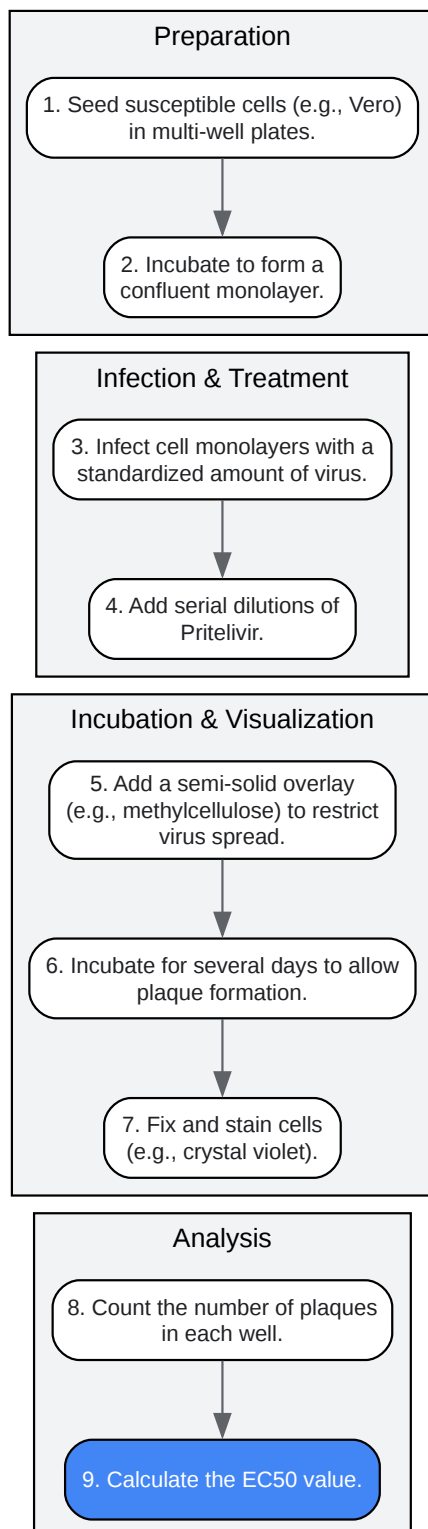 Preparation
1. Seed susceptible cells (e.g., Vero)
in multi-well plates.
2. Incubate to form a
confluent monolayer.
Infection & Treatment
3. Infect cell monolayers with a
standardized amount of virus.
4. Add serial dilutions of
Pritelivir.
Incubation & Visualization
5. Add a semi-solid overlay
(e.g., methylcellulose) to restrict
virus spread.
6. Incubate for several days to allow
plaque formation.
7. Fix and stain cells
(e.g., crystal violet).
Analysis
8. Count the number of plaques
in each well.
9. Calculate the EC50 value.